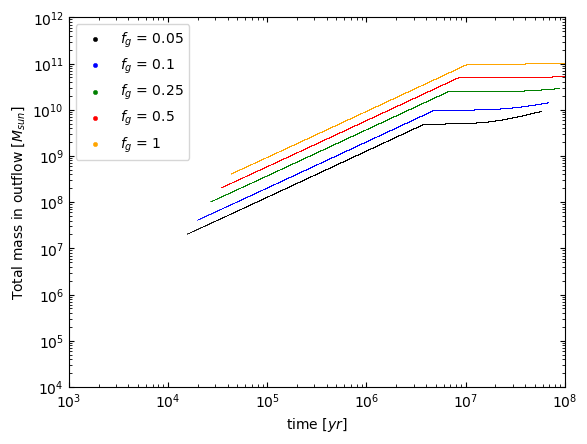 10^12
10^11
10^10
10^9
10^8
10^7
10^6
10^5
10^4
Total mass in outflow [M_sun]
f_g = 0.05
f_g = 0.1
f_g = 0.25
f_g = 0.5
f_g = 1
10^3 10^4 10^5 10^6 10^7 10^8
time [yr]